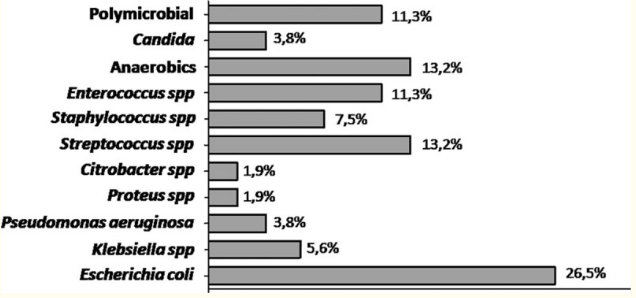 Polymicrobial 11,3%
Candida 3,8%
Anaerobics 13,2%
Enterococcus spp 11,3%
Staphylococcus spp 7,5%
Streptococcus spp 13,2%
Citrobacter spp 1,9%
Proteus spp 1,9%
Pseudomonas aeruginosa 3,8%
Klebsiella spp 5,6%
Escherichia coli 26,5%